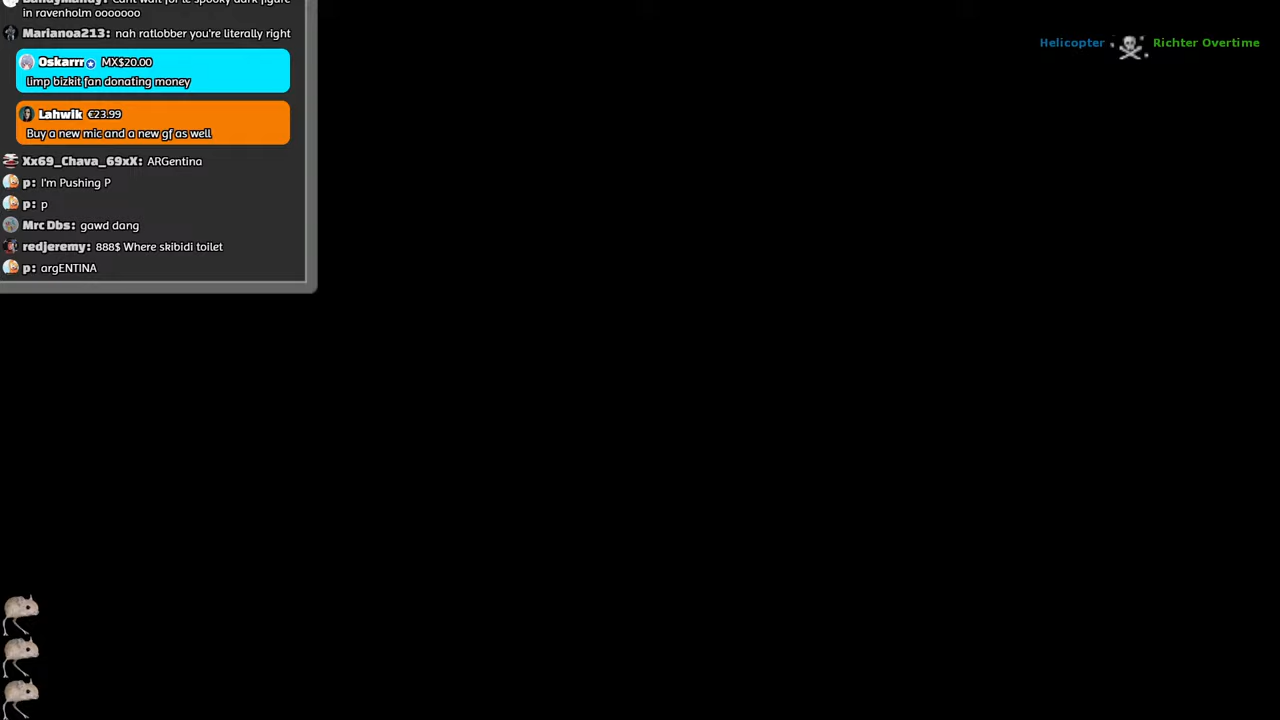 in ravenholm ooooooo
Marianoa213: nah ratlobber you're literally right
Oskarrr MX$20.00
limp bizkit fan donating money
Lahwik €23.99
Buy a new mic and a new gf as well
Xx69_Chava_69xX: ARGentina
p: I'm Pushing P
p: p
Mrc Dbs: gawd dang
redjeremy: 888$ Where skibidi toilet
p: argENTINA
Helicopter Richter Overtime